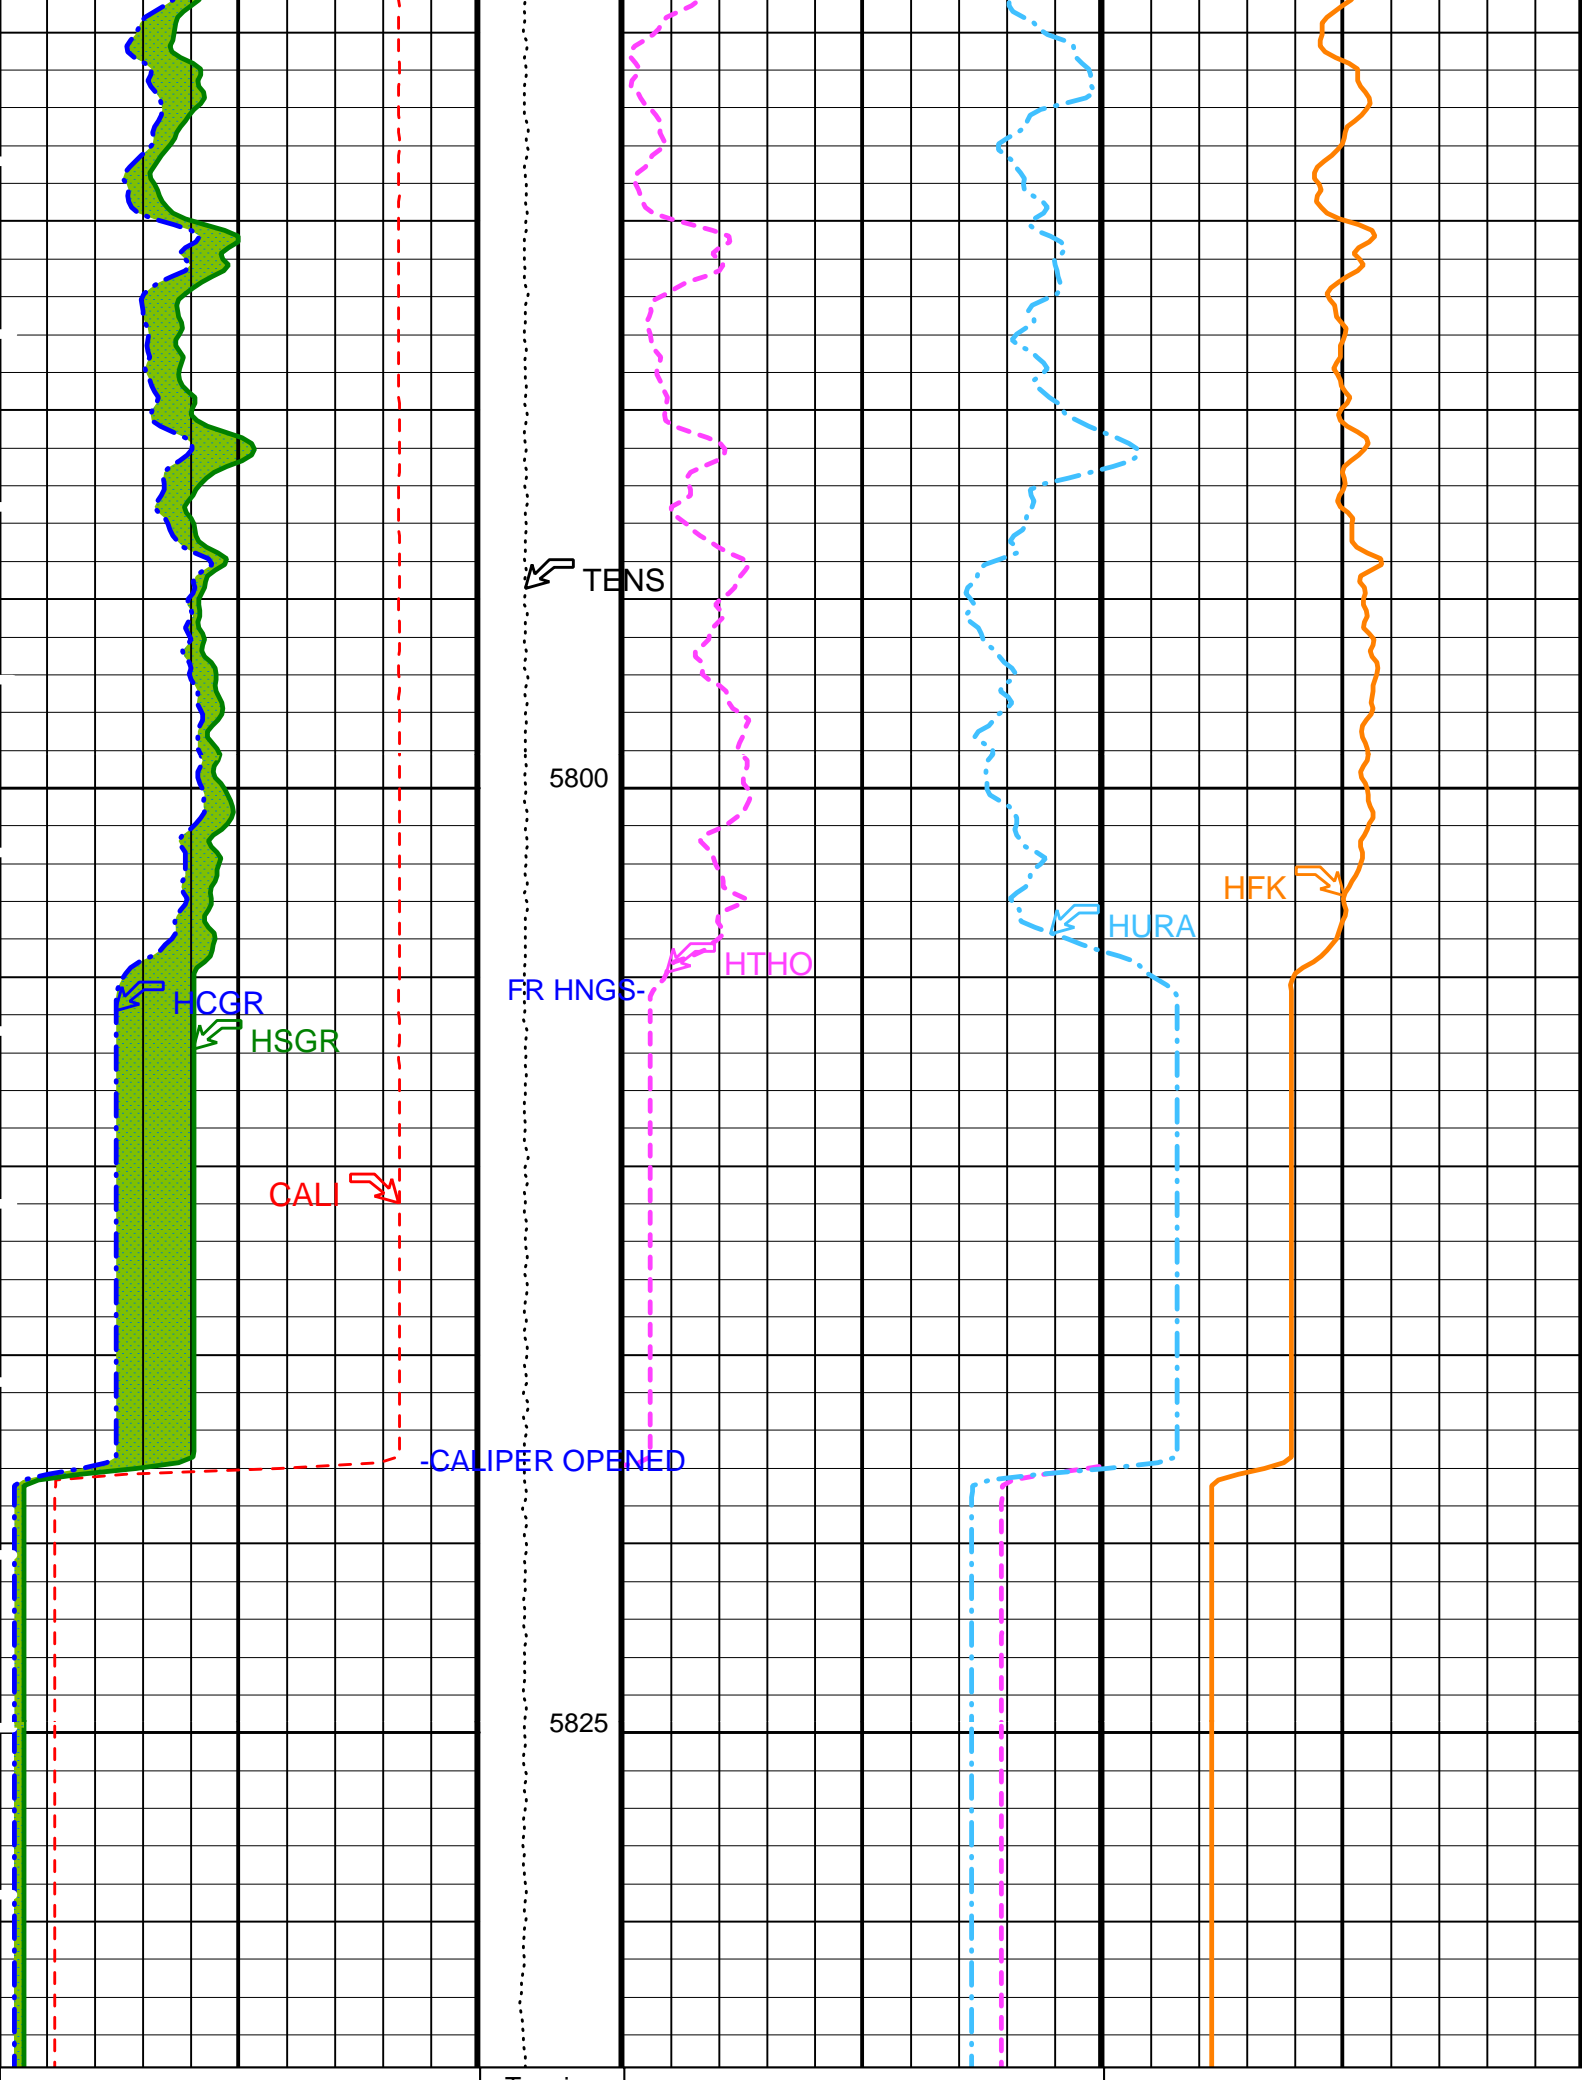 TENS
5800
HFK
HURA
HTHO
FR HNGS-
HCGR
HSGR
CALI
-CALIPER OPENED
5825